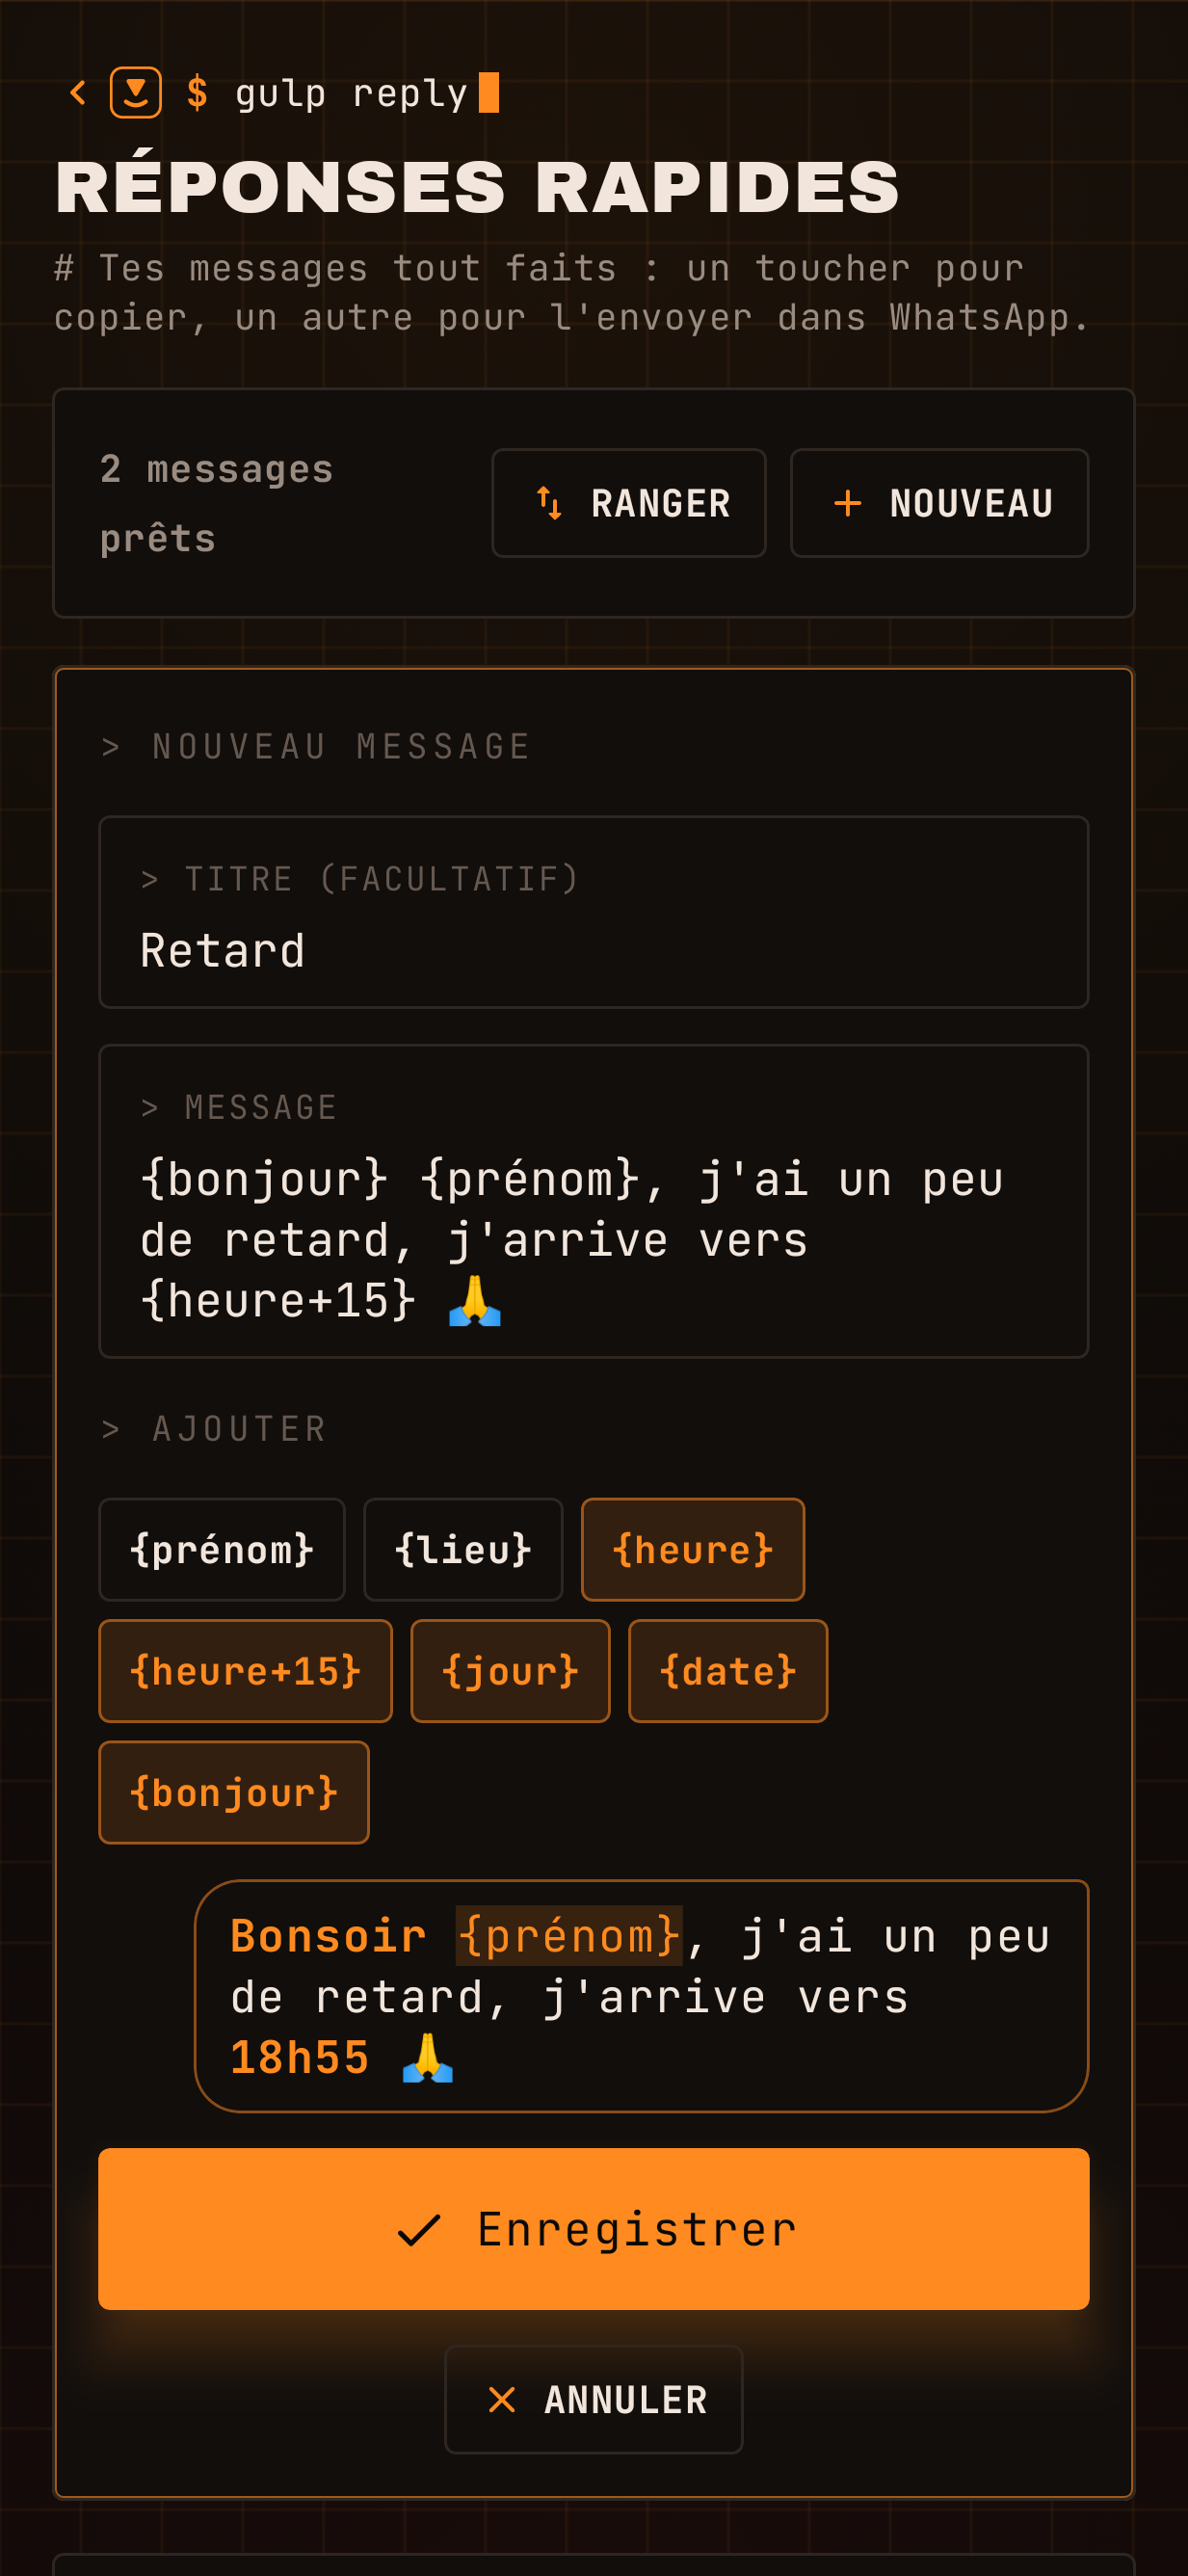 $ gulp reply
RÉPONSES RAPIDES
# Tes messages tout faits : un toucher pour
copier, un autre pour l'envoyer dans WhatsApp.
2 messages
prêts
RANGER
+ NOUVEAU
> NOUVEAU MESSAGE
> TITRE (FACULTATIF)
Retard
> MESSAGE
{bonjour} {prénom}, j'ai un peu
de retard, j'arrive vers
{heure+15} 🙏
> AJOUTER
{prénom} {lieu} {heure}
{heure+15} {jour} {date}
{bonjour}
Bonsoir {prénom}, j'ai un peu
de retard, j'arrive vers
18h55 🙏
Enregistrer
ANNULER